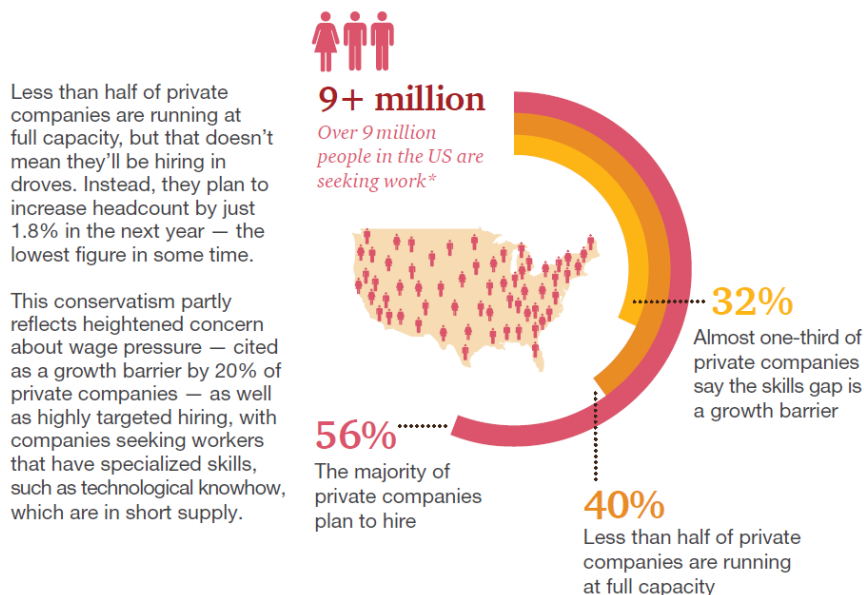 Less than half of private
companies are running at
full capacity, but that doesn't
mean they'll be hiring in
droves. Instead, they plan to
increase headcount by just
1.8% in the next year — the
lowest figure in some time.
This conservatism partly
reflects heightened concern
about wage pressure — cited
as a growth barrier by 20% of
private companies — as well
as highly targeted hiring, with
companies seeking workers
that have specialized skills,
such as technological knowhow,
which are in short supply.
9+ million
Over 9 million
people in the US are
seeking work*
32%
Almost one-third of
private companies
say the skills gap is
a growth barrier
56%
The majority of
private companies
plan to hire
40%
Less than half of private
companies are running
at full capacity